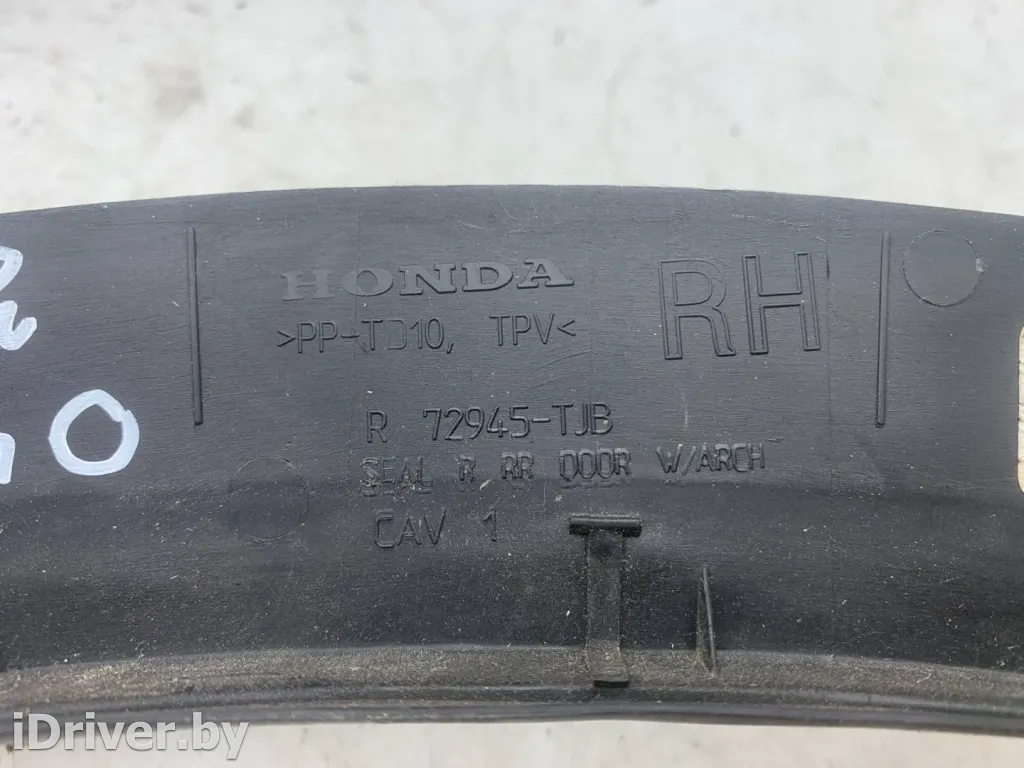 HONDA
RH
>PP-TD10, TPV<
R 72945-TJB
SEAL R RR DOOR W/ARCH
CAV 1
iDriver.by